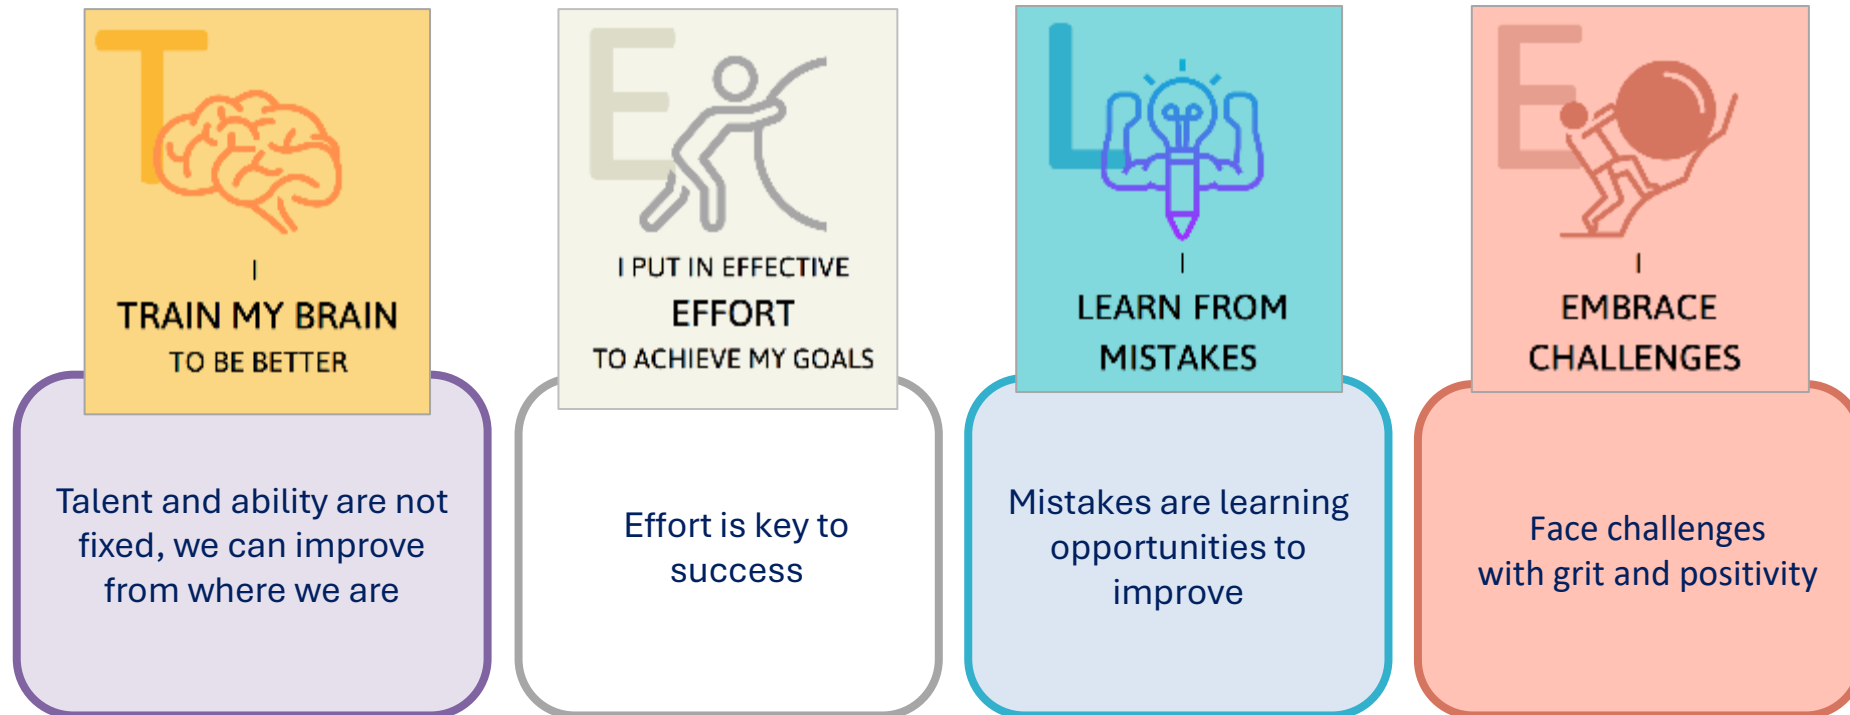 T
I
TRAIN MY BRAIN
TO BE BETTER
Talent and ability are not
fixed, we can improve
from where we are
E
I PUT IN EFFECTIVE
EFFORT
TO ACHIEVE MY GOALS
Effort is key to
success
L
I
LEARN FROM
MISTAKES
Mistakes are learning
opportunities to
improve
E
I
EMBRACE
CHALLENGES
Face challenges
with grit and positivity